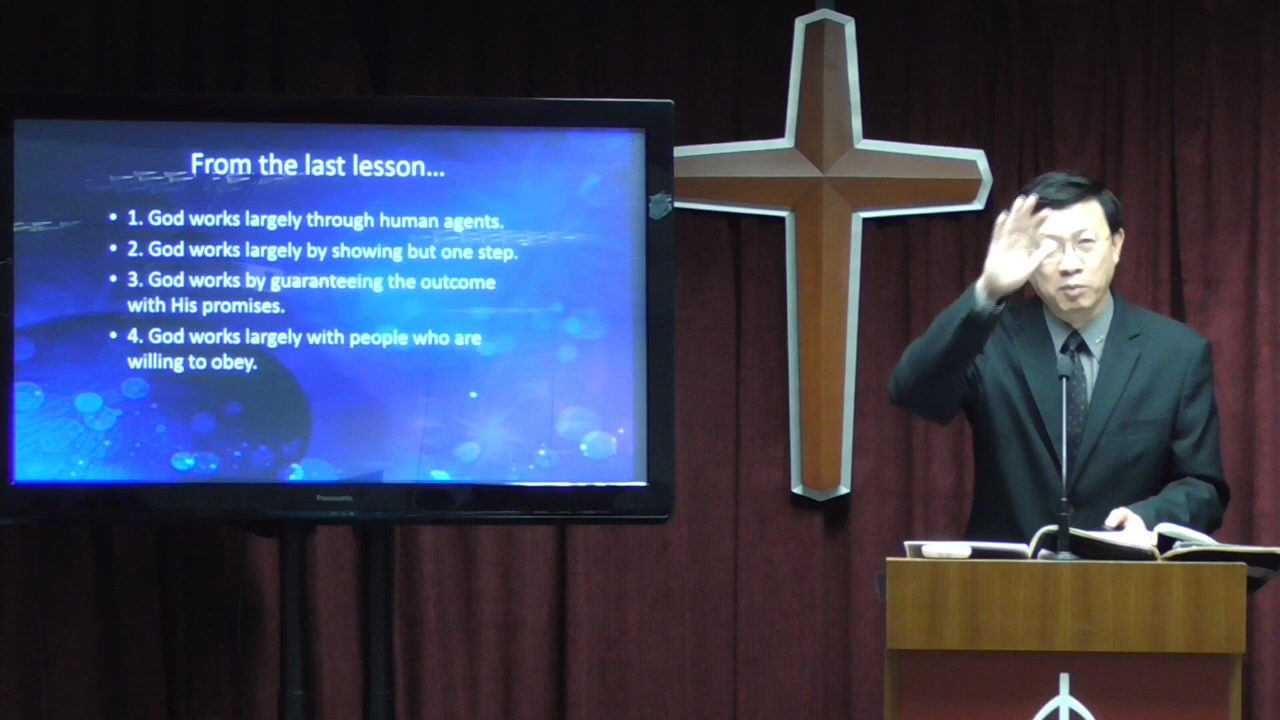 From the last lesson...
• 1. God works largely through human agents.
• 2. God works largely by showing but one step.
• 3. God works by guaranteeing the outcome
with His promises.
• 4. God works largely with people who are
willing to obey.
Panasonic